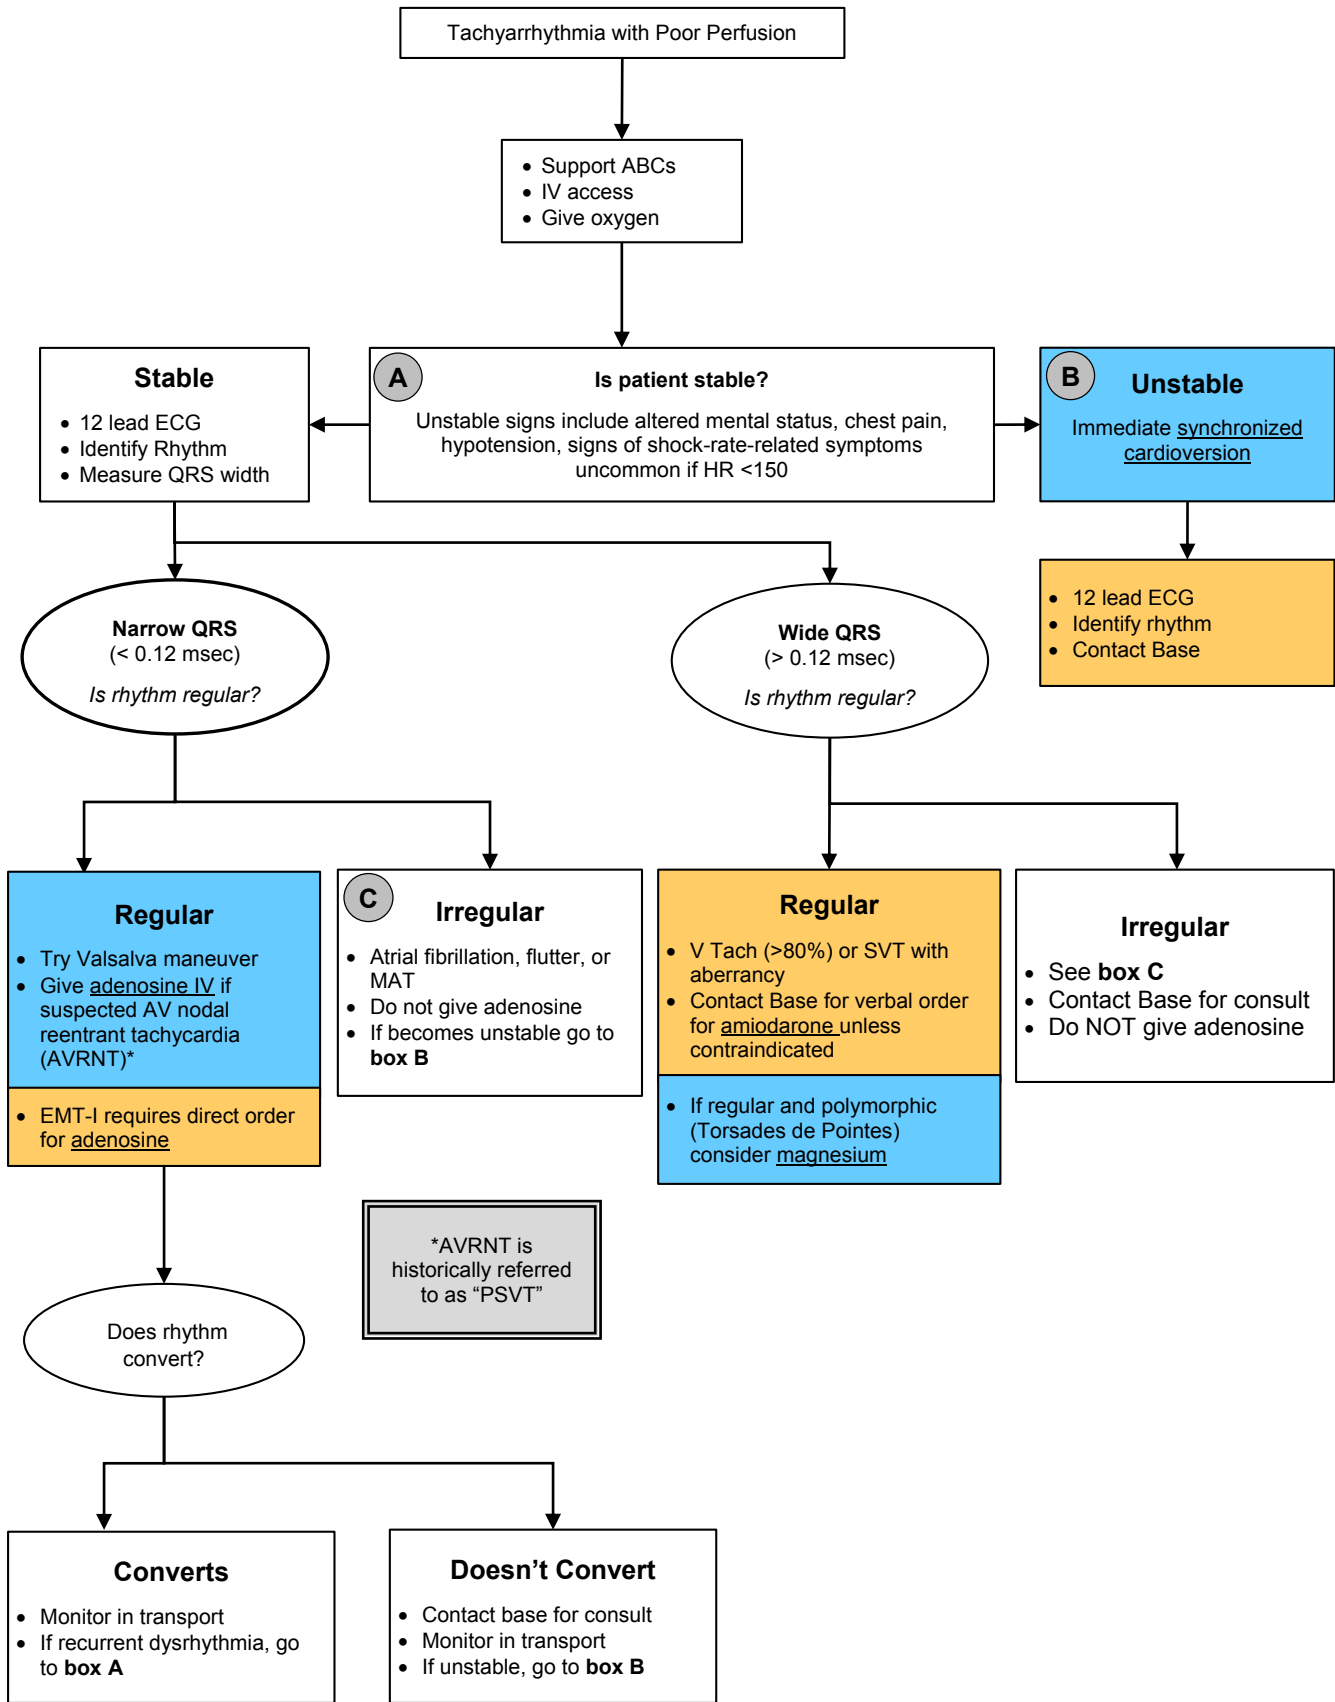 Tachyarrhythmia with Poor Perfusion
• Support ABCs
• IV access
• Give oxygen
Stable
• 12 lead ECG
• Identify Rhythm
• Measure QRS width
A
Is patient stable?
Unstable signs include altered mental status, chest pain,
hypotension, signs of shock-rate-related symptoms
uncommon if HR <150
B
Unstable
Immediate synchronized
cardioversion
• 12 lead ECG
• Identify rhythm
• Contact Base
Narrow QRS
(< 0.12 msec)
Is rhythm regular?
Wide QRS
(> 0.12 msec)
Is rhythm regular?
Regular
• Try Valsalva maneuver
• Give adenosine IV if
suspected AV nodal
reentrant tachycardia
(AVRNT)*
• EMT-I requires direct order
for adenosine
C
Irregular
• Atrial fibrillation, flutter, or
MAT
• Do not give adenosine
• If becomes unstable go to
box B
Regular
• V Tach (>80%) or SVT with
aberrancy
• Contact Base for verbal order
for amiodarone unless
contraindicated
• If regular and polymorphic
(Torsades de Pointes)
consider magnesium
Irregular
• See box C
• Contact Base for consult
• Do NOT give adenosine
*AVRNT is
historically referred
to as “PSVT”
Does rhythm
convert?
Converts
• Monitor in transport
• If recurrent dysrhythmia, go
to box A
Doesn’t Convert
• Contact base for consult
• Monitor in transport
• If unstable, go to box B